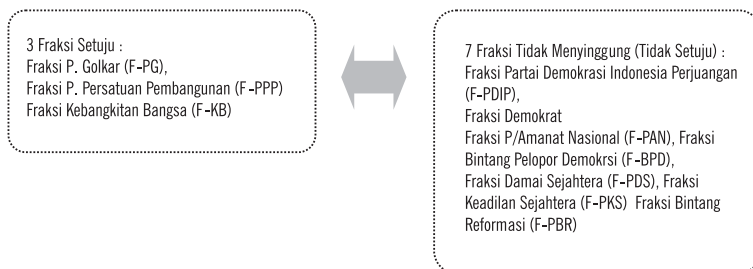 3 Fraksi Setuju :
Fraksi P. Golkar (F-PG),
Fraksi P. Persatuan Pembangunan (F-PPP)
Fraksi Kebangkitan Bangsa (F-KB)
7 Fraksi Tidak Menyinggung (Tidak Setuju) :
Fraksi Partai Demokrasi Indonesia Perjuangan
(F-PDIP),
Fraksi Demokrat
Fraksi P/Amanat Nasional (F-PAN), Fraksi
Bintang Pelopor Demokrsi (F-BPD),
Fraksi Damai Sejahtera (F-PDS), Fraksi
Keadilan Sejahtera (F-PKS) Fraksi Bintang
Reformasi (F-PBR)